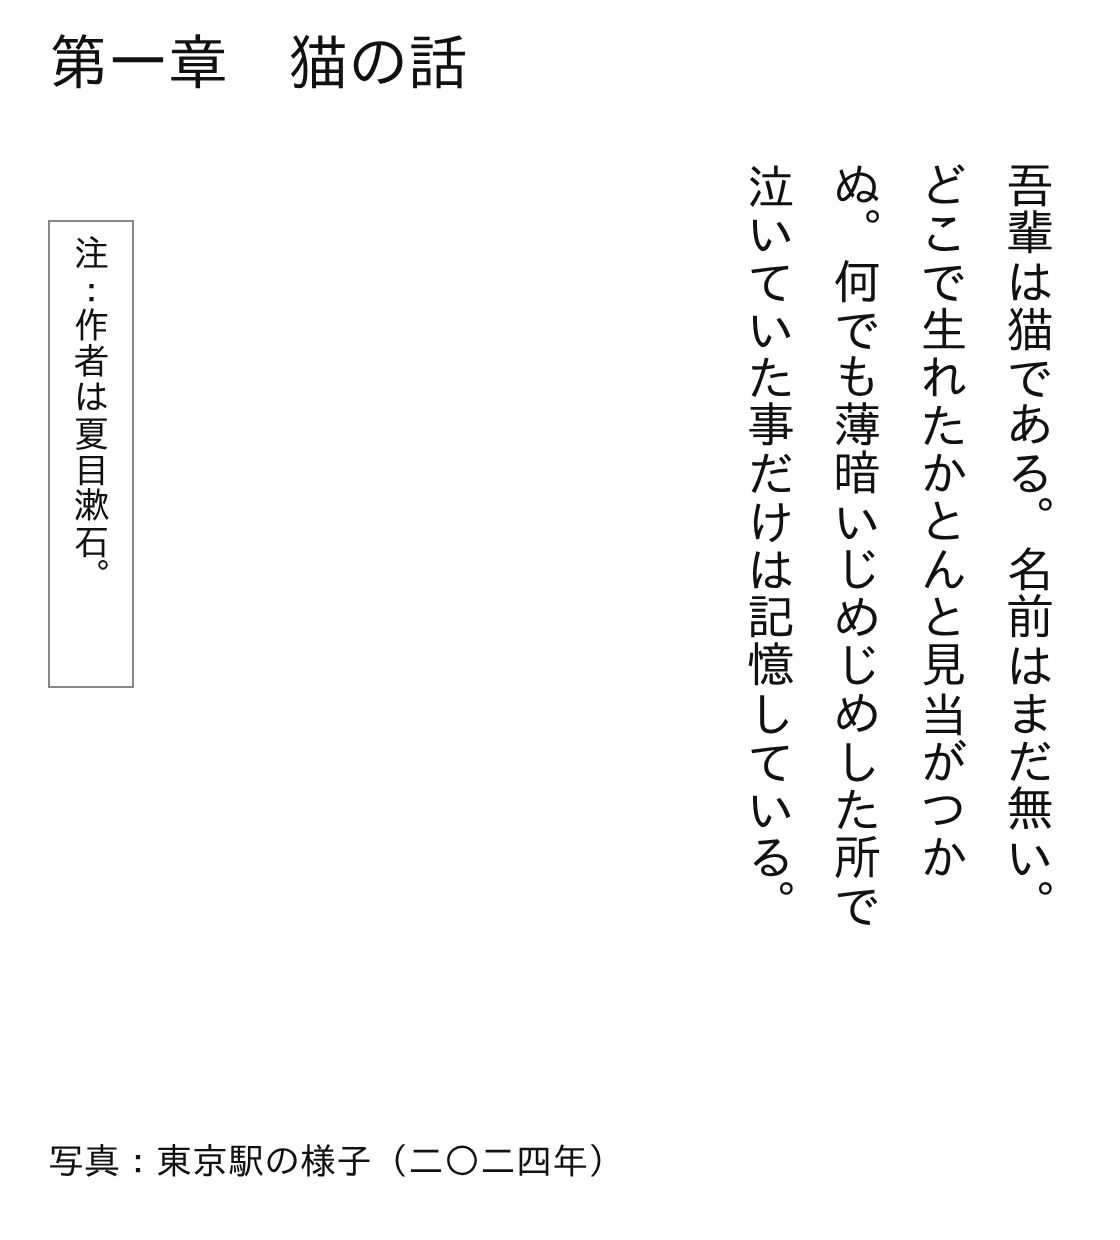 第一章　猫の話
吾輩は猫である。名前はまだ無い。
どこで生れたかとんと見当がつか
ぬ。何でも薄暗いじめじめした所で
泣いていた事だけは記憶している。
注：作者は夏目漱石。
写真：東京駅の様子（二〇二四年）